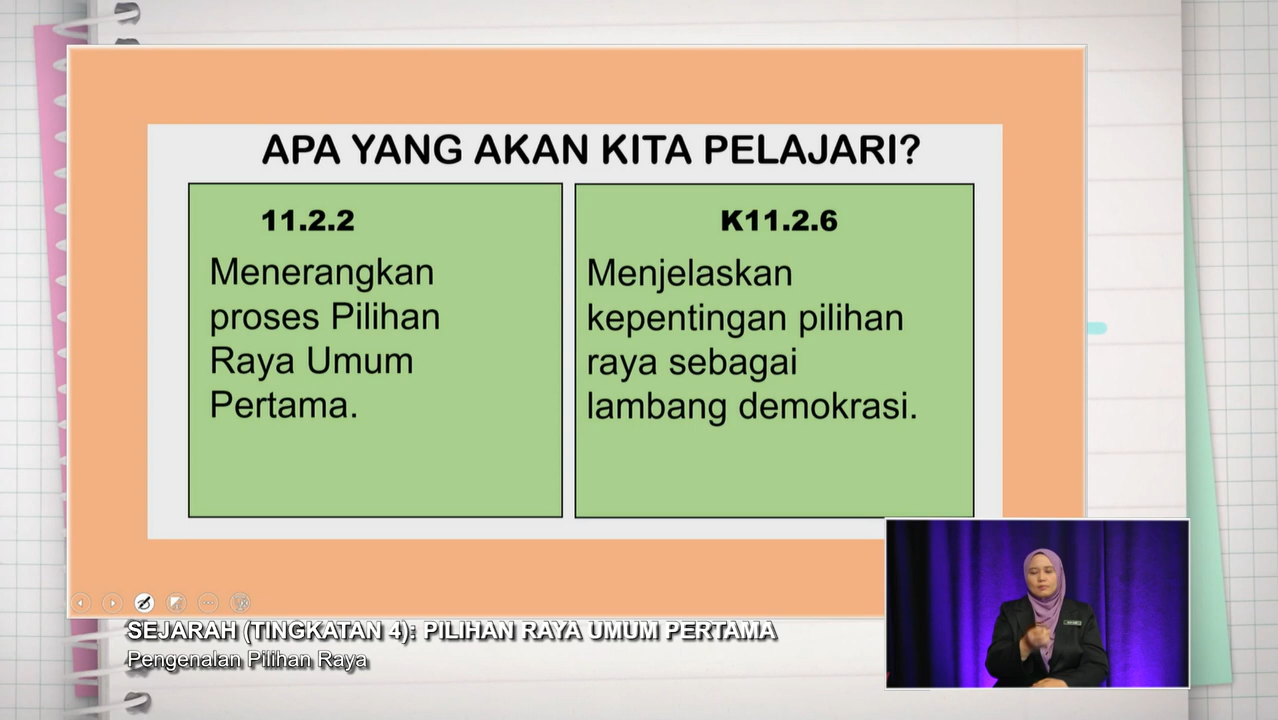 APA YANG AKAN KITA PELAJARI?
11.2.2
Menerangkan
proses Pilihan
Raya Umum
Pertama.
K11.2.6
Menjelaskan
kepentingan pilihan
raya sebagai
lambang demokrasi.
SEJARAH (TINGKATAN 4): PILIHAN RAYA UMUM PERTAMA
Pengenalan Pilihan Raya